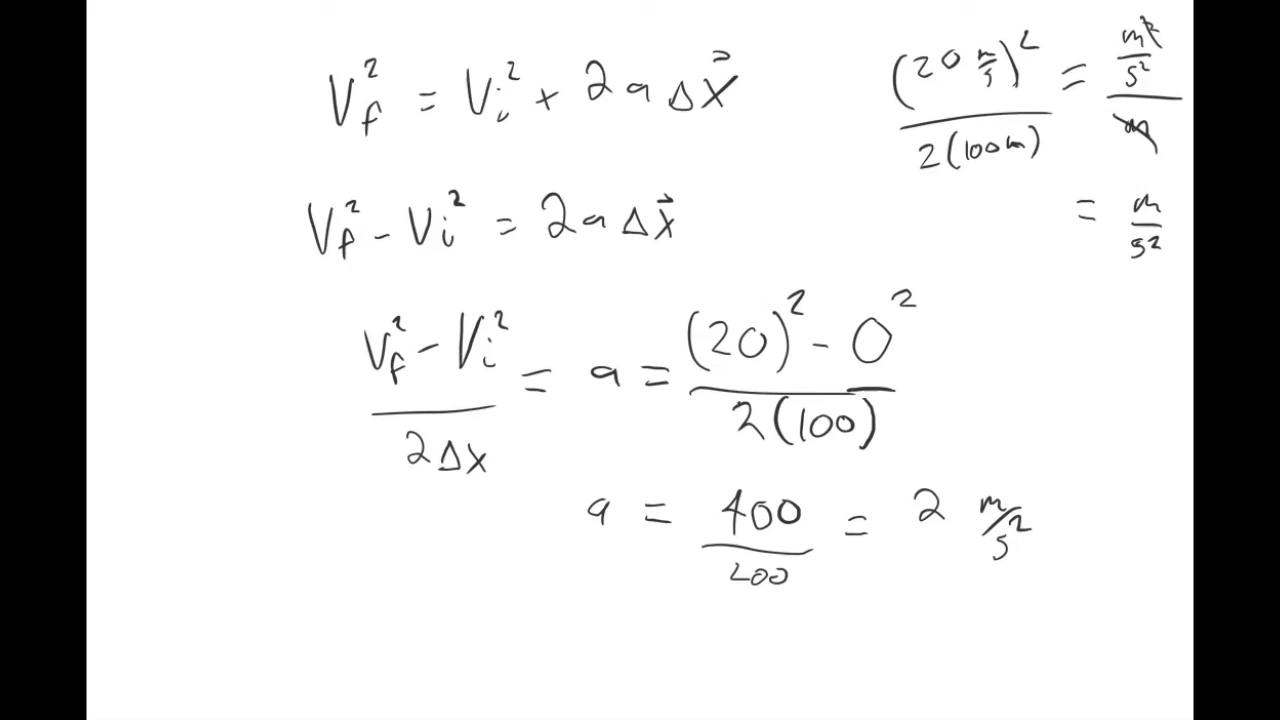 Vf² = Vi² + 2aΔx⃗
Vf² - Vi² = 2aΔx⃗
(Vf² - Vi²)/(2Δx) = a = ((20)² - 0²)/(2(100))
a = 400/200 = 2 m/s²
(20 m/s)²/(2(100m)) = (m²/s²)/m
= m/s²